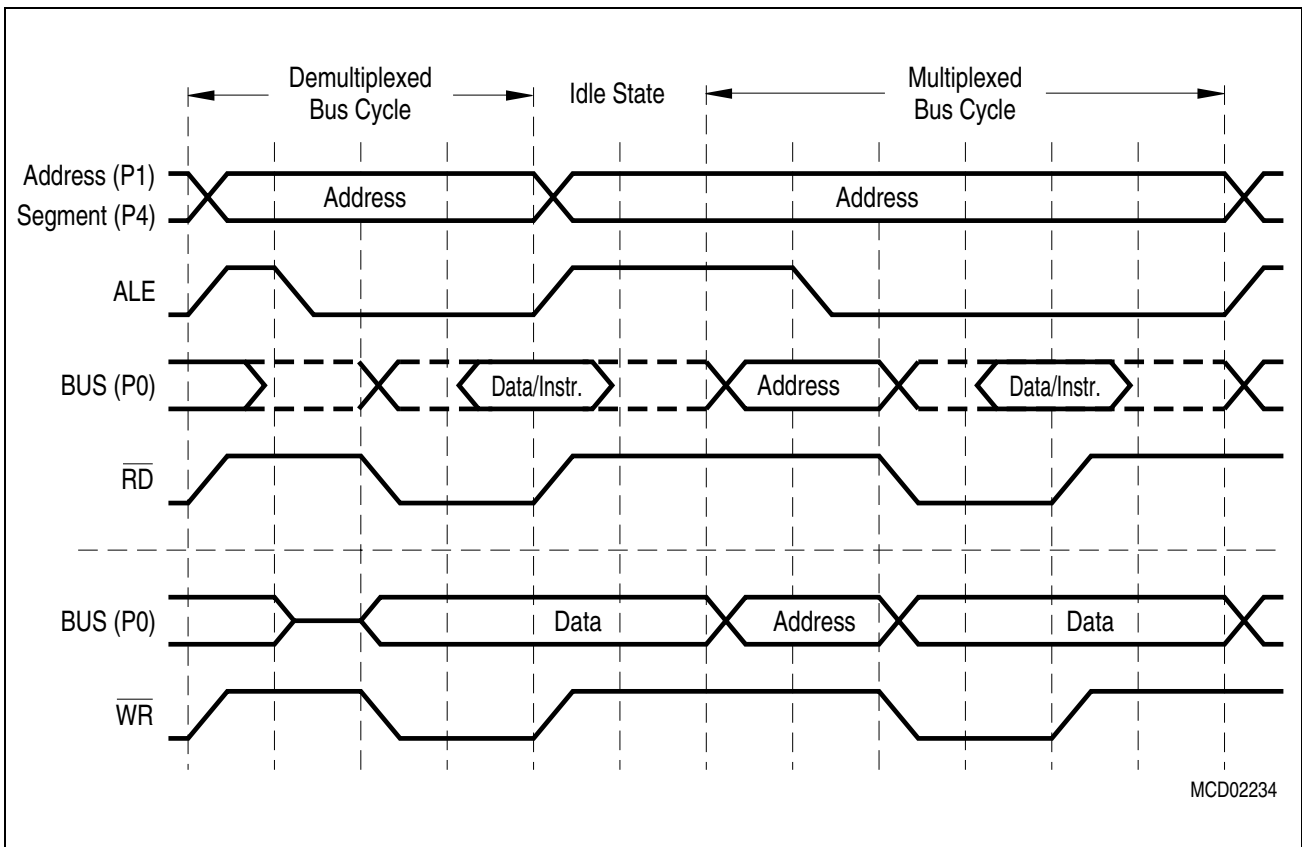 Demultiplexed
Bus Cycle
Idle State
Multiplexed
Bus Cycle
Address (P1)
Segment (P4)
Address
Address
ALE
BUS (P0)
Data/Instr.
Address
Data/Instr.
RD
BUS (P0)
Data
Address
Data
WR
MCD02234